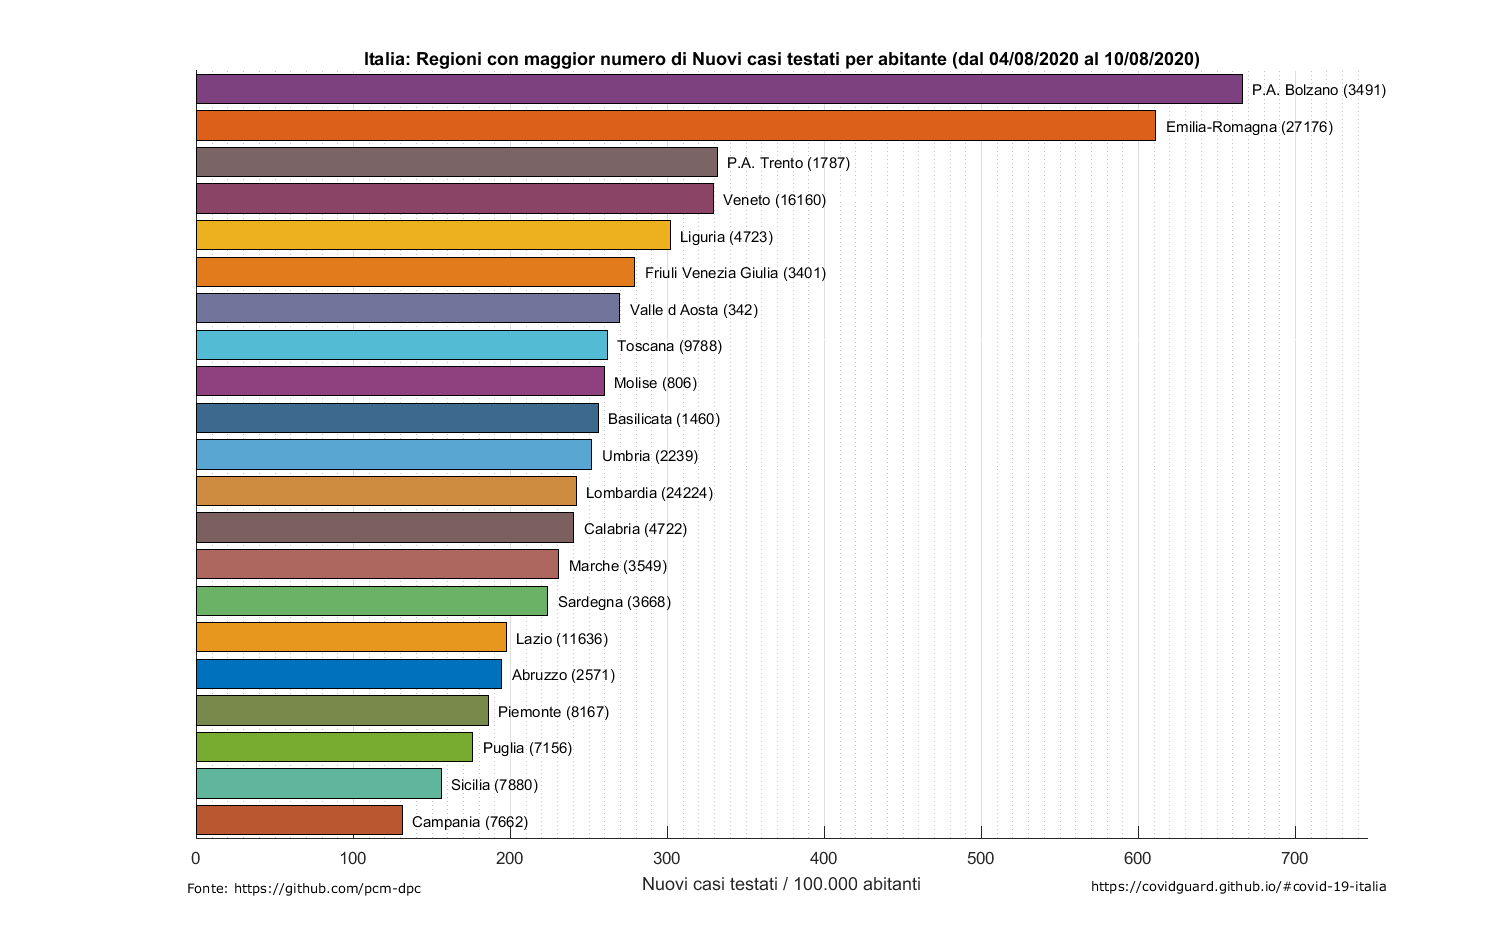 Italia: Regioni con maggior numero di Nuovi casi testati per abitante (dal 04/08/2020 al 10/08/2020)
P.A. Bolzano (3491)
Emilia-Romagna (27176)
P.A. Trento (1787)
Veneto (16160)
Liguria (4723)
Friuli Venezia Giulia (3401)
Valle d Aosta (342)
Toscana (9788)
Molise (806)
Basilicata (1460)
Umbria (2239)
Lombardia (24224)
Calabria (4722)
Marche (3549)
Sardegna (3668)
Lazio (11636)
Abruzzo (2571)
Piemonte (8167)
Puglia (7156)
Sicilia (7880)
Campania (7662)
0 100 200 300 400 500 600 700
Nuovi casi testati / 100.000 abitanti
Fonte: https://github.com/pcm-dpc
https://covidguard.github.io/#covid-19-italia